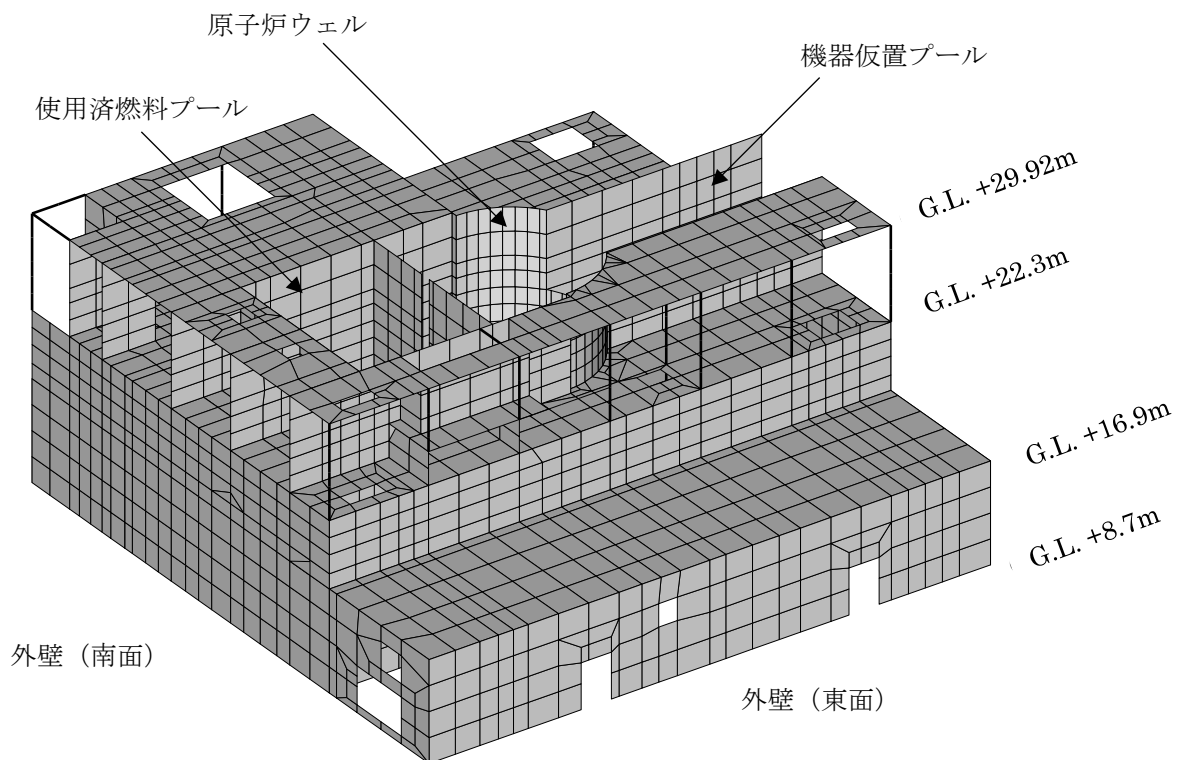 原子炉ウェル
機器仮置プール
使用済燃料プール
G.L. +29.92m
G.L. +22.3m
G.L. +16.9m
G.L. +8.7m
外壁（南面）
外壁（東面）